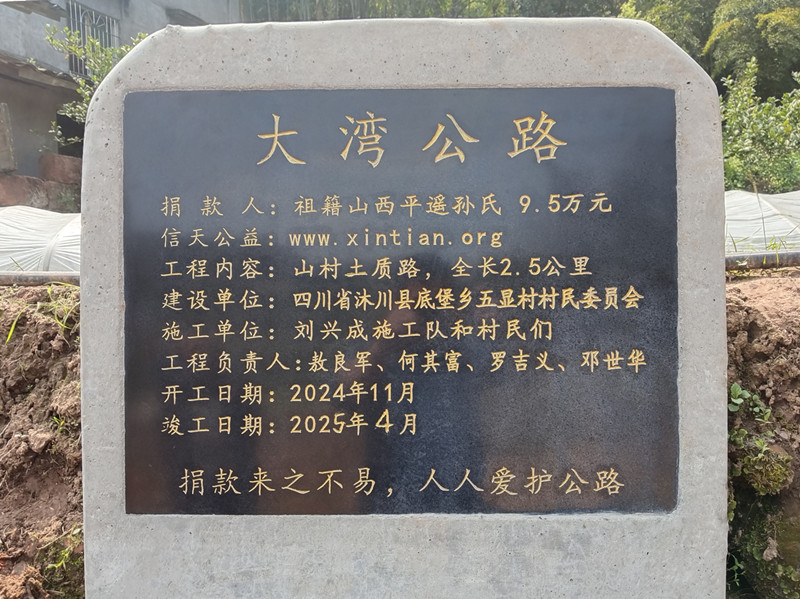 大湾公路
捐款人：祖籍山西平遥孙氏 9.5万元
信天公益：www.xintian.org
工程内容：山村土质路，全长2.5公里
建设单位：四川省沐川县底堡乡五显村村民委员会
施工单位：刘兴成施工队和村民们
工程负责人：敖良军、何其富、罗吉义、邓世华
开工日期：2024年11月
竣工日期：2025年4月
捐款来之不易，人人爱护公路